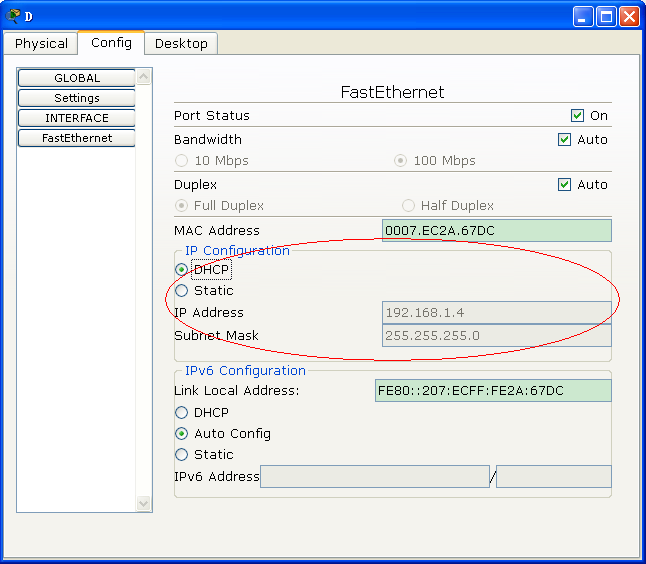 D
Physical Config Desktop
GLOBAL
Settings
INTERFACE
FastEthernet
FastEthernet
Port Status On
Bandwidth Auto
10 Mbps 100 Mbps
Duplex Auto
Full Duplex Half Duplex
MAC Address 0007.EC2A.67DC
IP Configuration
DHCP
Static
IP Address 192.168.1.4
Subnet Mask 255.255.255.0
IPv6 Configuration
Link Local Address: FE80::207:ECFF:FE2A:67DC
DHCP
Auto Config
Static
IPv6 Address /